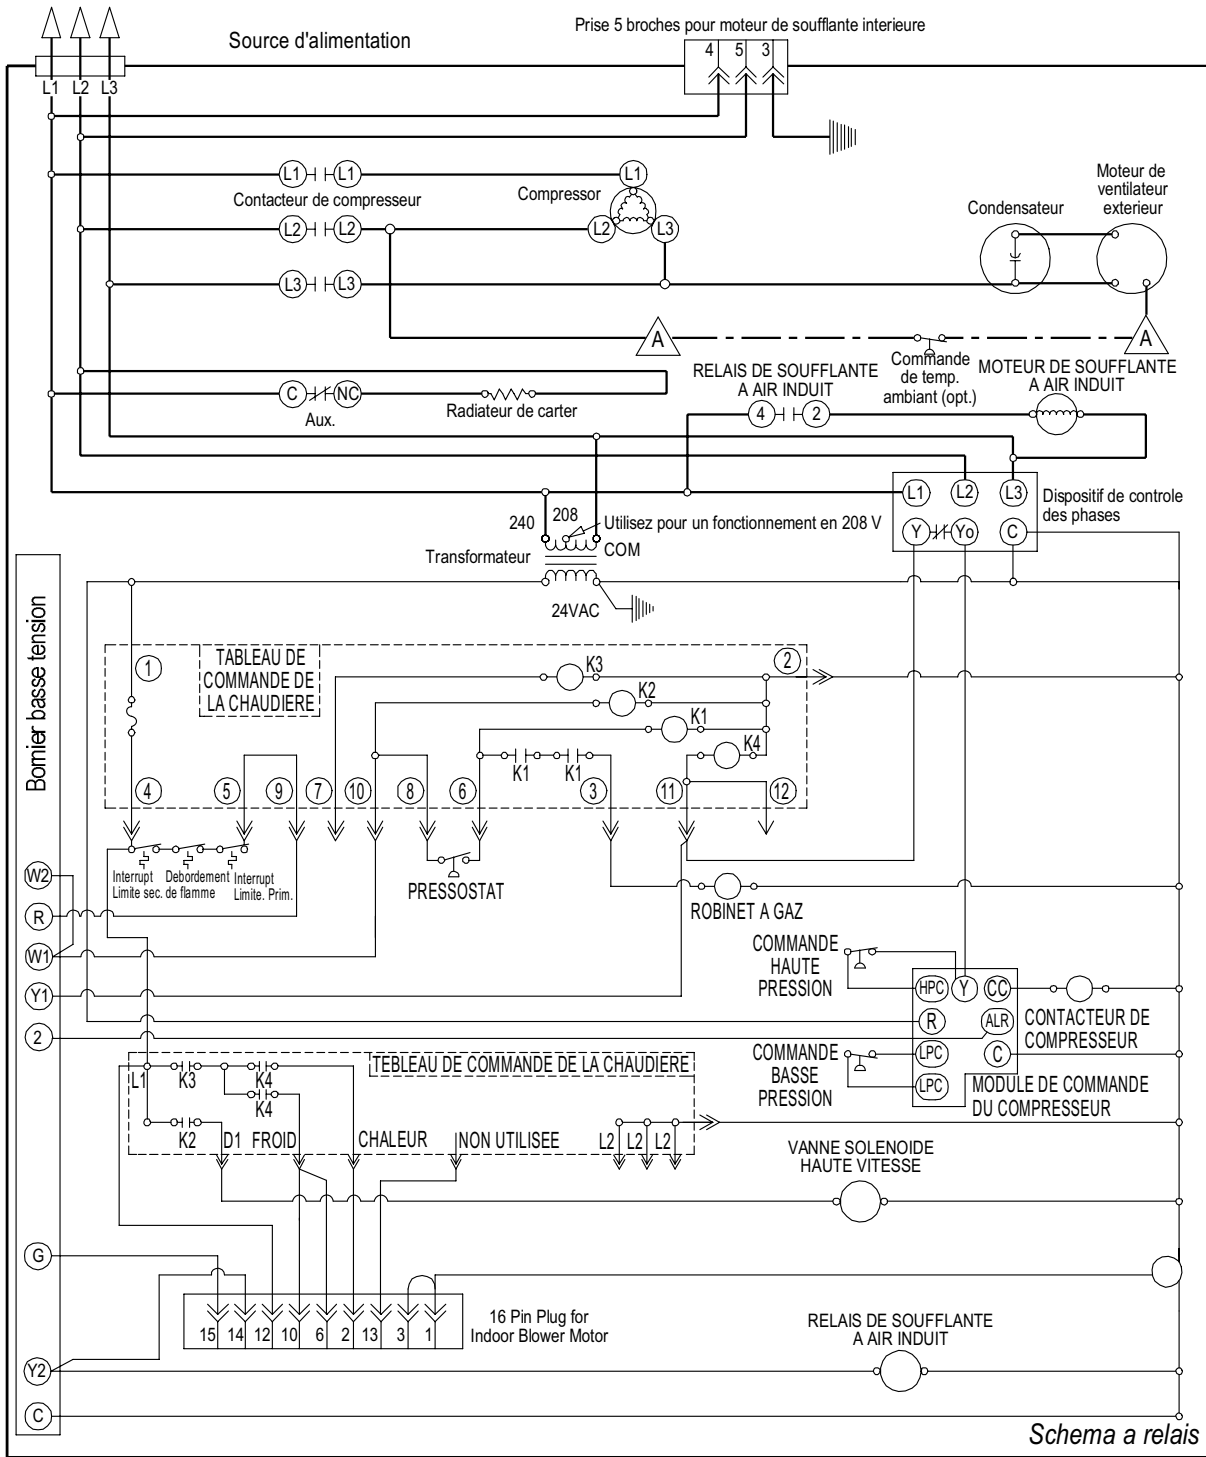 Source d'alimentation
Prise 5 broches pour moteur de soufflante interieure
4 5 3
L1 L2 L3
L1 L1 L1
Contacteur de compresseur
Compressor
Moteur de
ventilateur
exterieur
Condensateur
L2 L2 L2 L3
L3 L3
A A
RELAIS DE SOUFFLANTE
A AIR INDUIT
Commande
de temp.
ambiant (opt.)
MOTEUR DE SOUFFLANTE
A AIR INDUIT
C NC
Aux.
Radiateur de carter
4 2
L1 L2 L3
Dispositif de controle
des phases
Y Yo C
240 208
Utilisez pour un fonctionnement en 208 V
Transformateur
COM
24VAC
Bornier basse tension
TABLEAU DE
COMMANDE DE
LA CHAUDIERE
1
K3
2
K2
K1
K4
K1 K1
4 5 9 7 10 8 6 3 11 12
Interrupt
Limite sec.
Debordement
de flamme
Interrupt
Limite. Prim.
PRESSOSTAT
ROBINET A GAZ
W2
R
W1
Y1
2
COMMANDE
HAUTE
PRESSION
HPC Y CC
R ALR
CONTACTEUR DE
COMPRESSEUR
COMMANDE
BASSE
PRESSION
LPC C
LPC
MODULE DE COMMANDE
DU COMPRESSEUR
TEBLEAU DE COMMANDE DE LA CHAUDIERE
L1 K3 K4
K4
K2 D1 FROID CHALEUR NON UTILISEE L2 L2 L2
VANNE SOLENOIDE
HAUTE VITESSE
G
15 14 12 10 6 2 13 3 1
16 Pin Plug for
Indoor Blower Motor
RELAIS DE SOUFFLANTE
A AIR INDUIT
Y2
C
Schema a relais